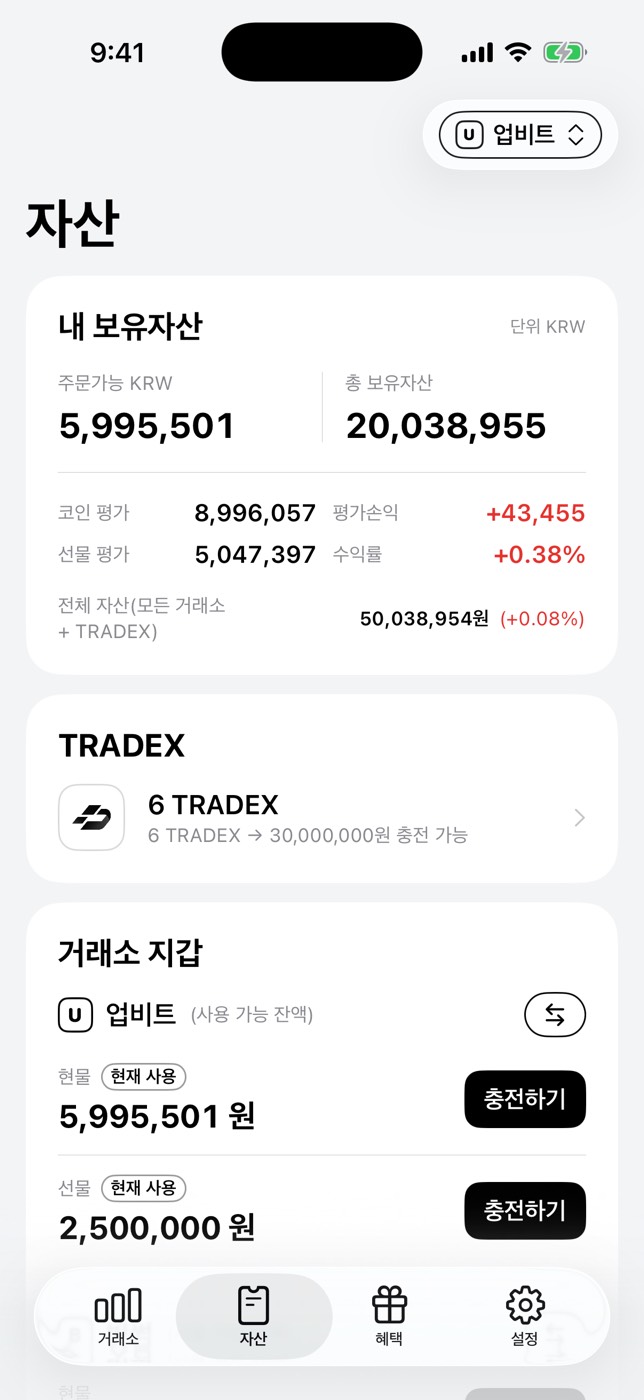 9:41
U 업비트
자산
내 보유자산 단위 KRW
주문가능 KRW 총 보유자산
5,995,501 20,038,955
코인 평가 8,996,057 평가손익 +43,455
선물 평가 5,047,397 수익률 +0.38%
전체 자산(모든 거래소
+ TRADEX) 50,038,954원 (+0.08%)
TRADEX
6 TRADEX
6 TRADEX → 30,000,000원 충전 가능
거래소 지갑
U 업비트 (사용 가능 잔액)
현물 현재 사용
5,995,501 원 충전하기
선물 현재 사용
2,500,000 원 충전하기
거래소 자산 혜택 설정
현물